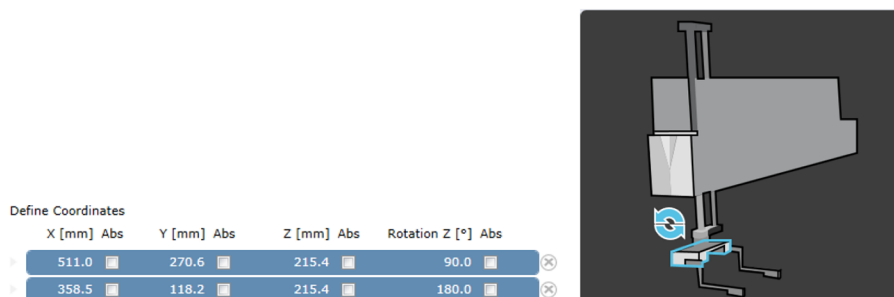 Define Coordinates
X [mm] Abs Y [mm] Abs Z [mm] Abs Rotation Z [°] Abs
511.0 270.6 215.4 90.0
358.5 118.2 215.4 180.0